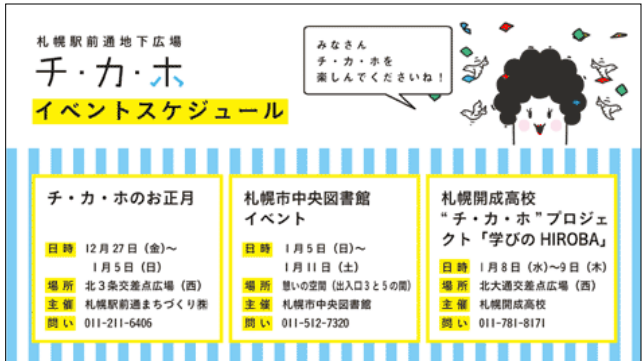 札幌駅前通地下広場
チ・カ・ホ
イベントスケジュール
みなさん
チ・カ・ホを
楽しんでくださいね！
チ・カ・ホのお正月
日時 12月27日（金）～
1月5日（日）
場所 北3条交差点広場（西）
主催 札幌駅前通まちづくり㈱
問い 011-211-6406
札幌市中央図書館
イベント
日時 1月5日（日）～
1月11日（土）
場所 憩いの空間（出入口3と5の間）
主催 札幌市中央図書館
問い 011-512-7320
札幌開成高校
“チ・カ・ホ”プロジェ
クト「学びのHIROBA」
日時 1月8日（水）～9日（木）
場所 北大通交差点広場（西）
主催 札幌開成高校
問い 011-781-8171